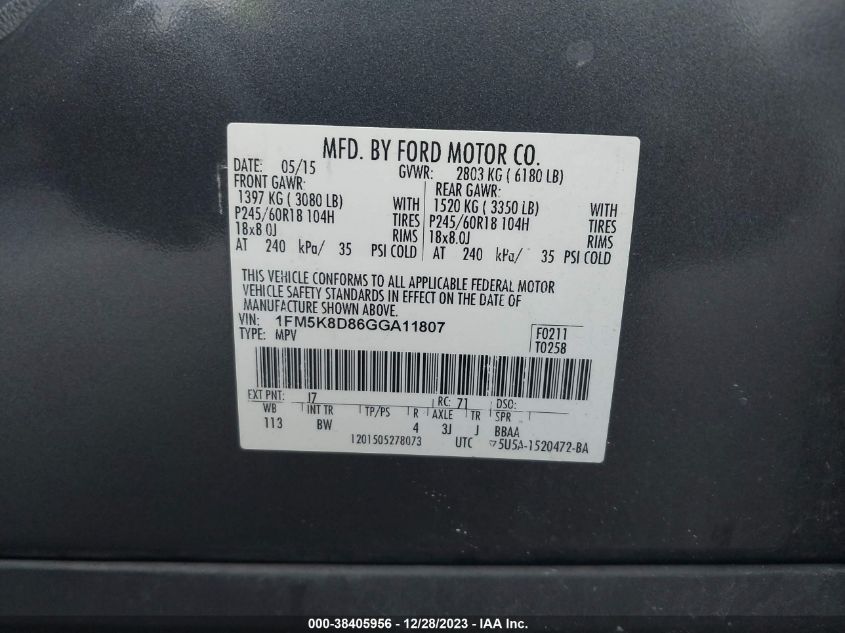 MFD. BY FORD MOTOR CO.
DATE: 05/15 GVWR: 2803 KG ( 6180 LB)
FRONT GAWR: REAR GAWR:
1397 KG ( 3080 LB) WITH 1520 KG ( 3350 LB) WITH
P245/60R18 104H TIRES P245/60R18 104H TIRES
18x8.0J RIMS 18x8.0J RIMS
AT 240 kPa/ 35 PSI COLD AT 240 kPa/ 35 PSI COLD
THIS VEHICLE CONFORMS TO ALL APPLICABLE FEDERAL MOTOR
VEHICLE SAFETY STANDARDS IN EFFECT ON THE DATE OF
MANUFACTURE SHOWN ABOVE.
VIN: 1FM5K8D86GGA11807
TYPE: MPV
F0211
T0258
EXT PNT: J7 RC: 71 DSO:
WB INT TR TP/PS R AXLE TR SPR
113 BW 4 3J J BBAA
1201505278073 UTC 5U5A-1520472-BA
000-38405956 - 12/28/2023 - IAA Inc.